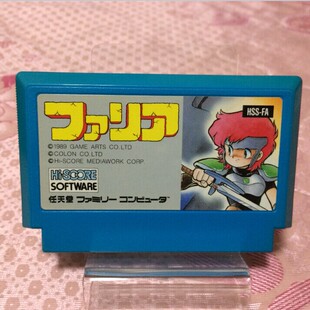 HSS-FA
ファリア
©1989 GAME ARTS CO.LTD
©COLON CO.LTD
©Hi-SCORE MEDIAWORK CORP
Hi-SCORE
SOFTWARE
任天堂 ファミリー コンピュータ